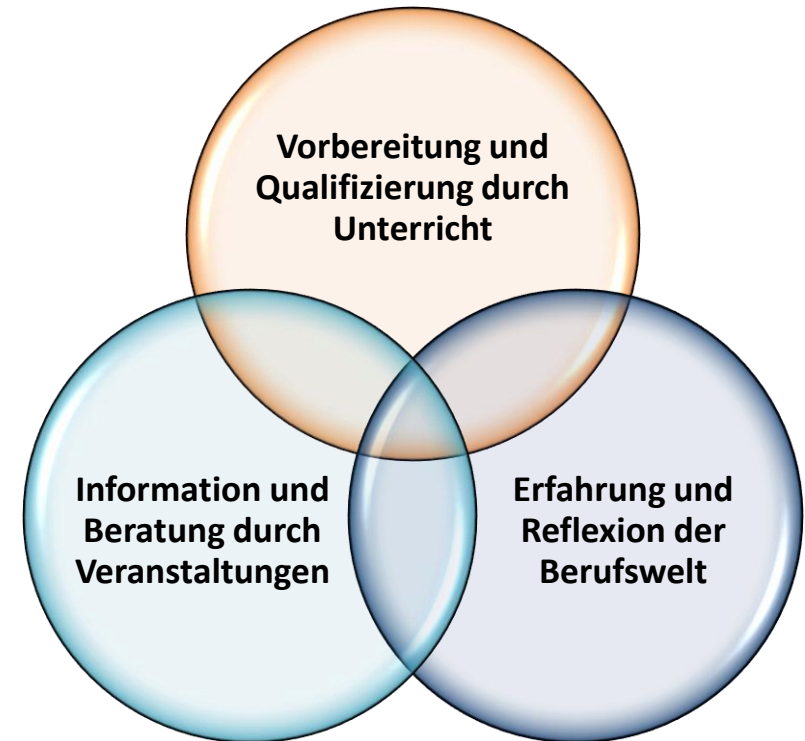 Vorbereitung und
Qualifizierung durch
Unterricht
Information und
Beratung durch
Veranstaltungen
Erfahrung und
Reflexion der
Berufswelt